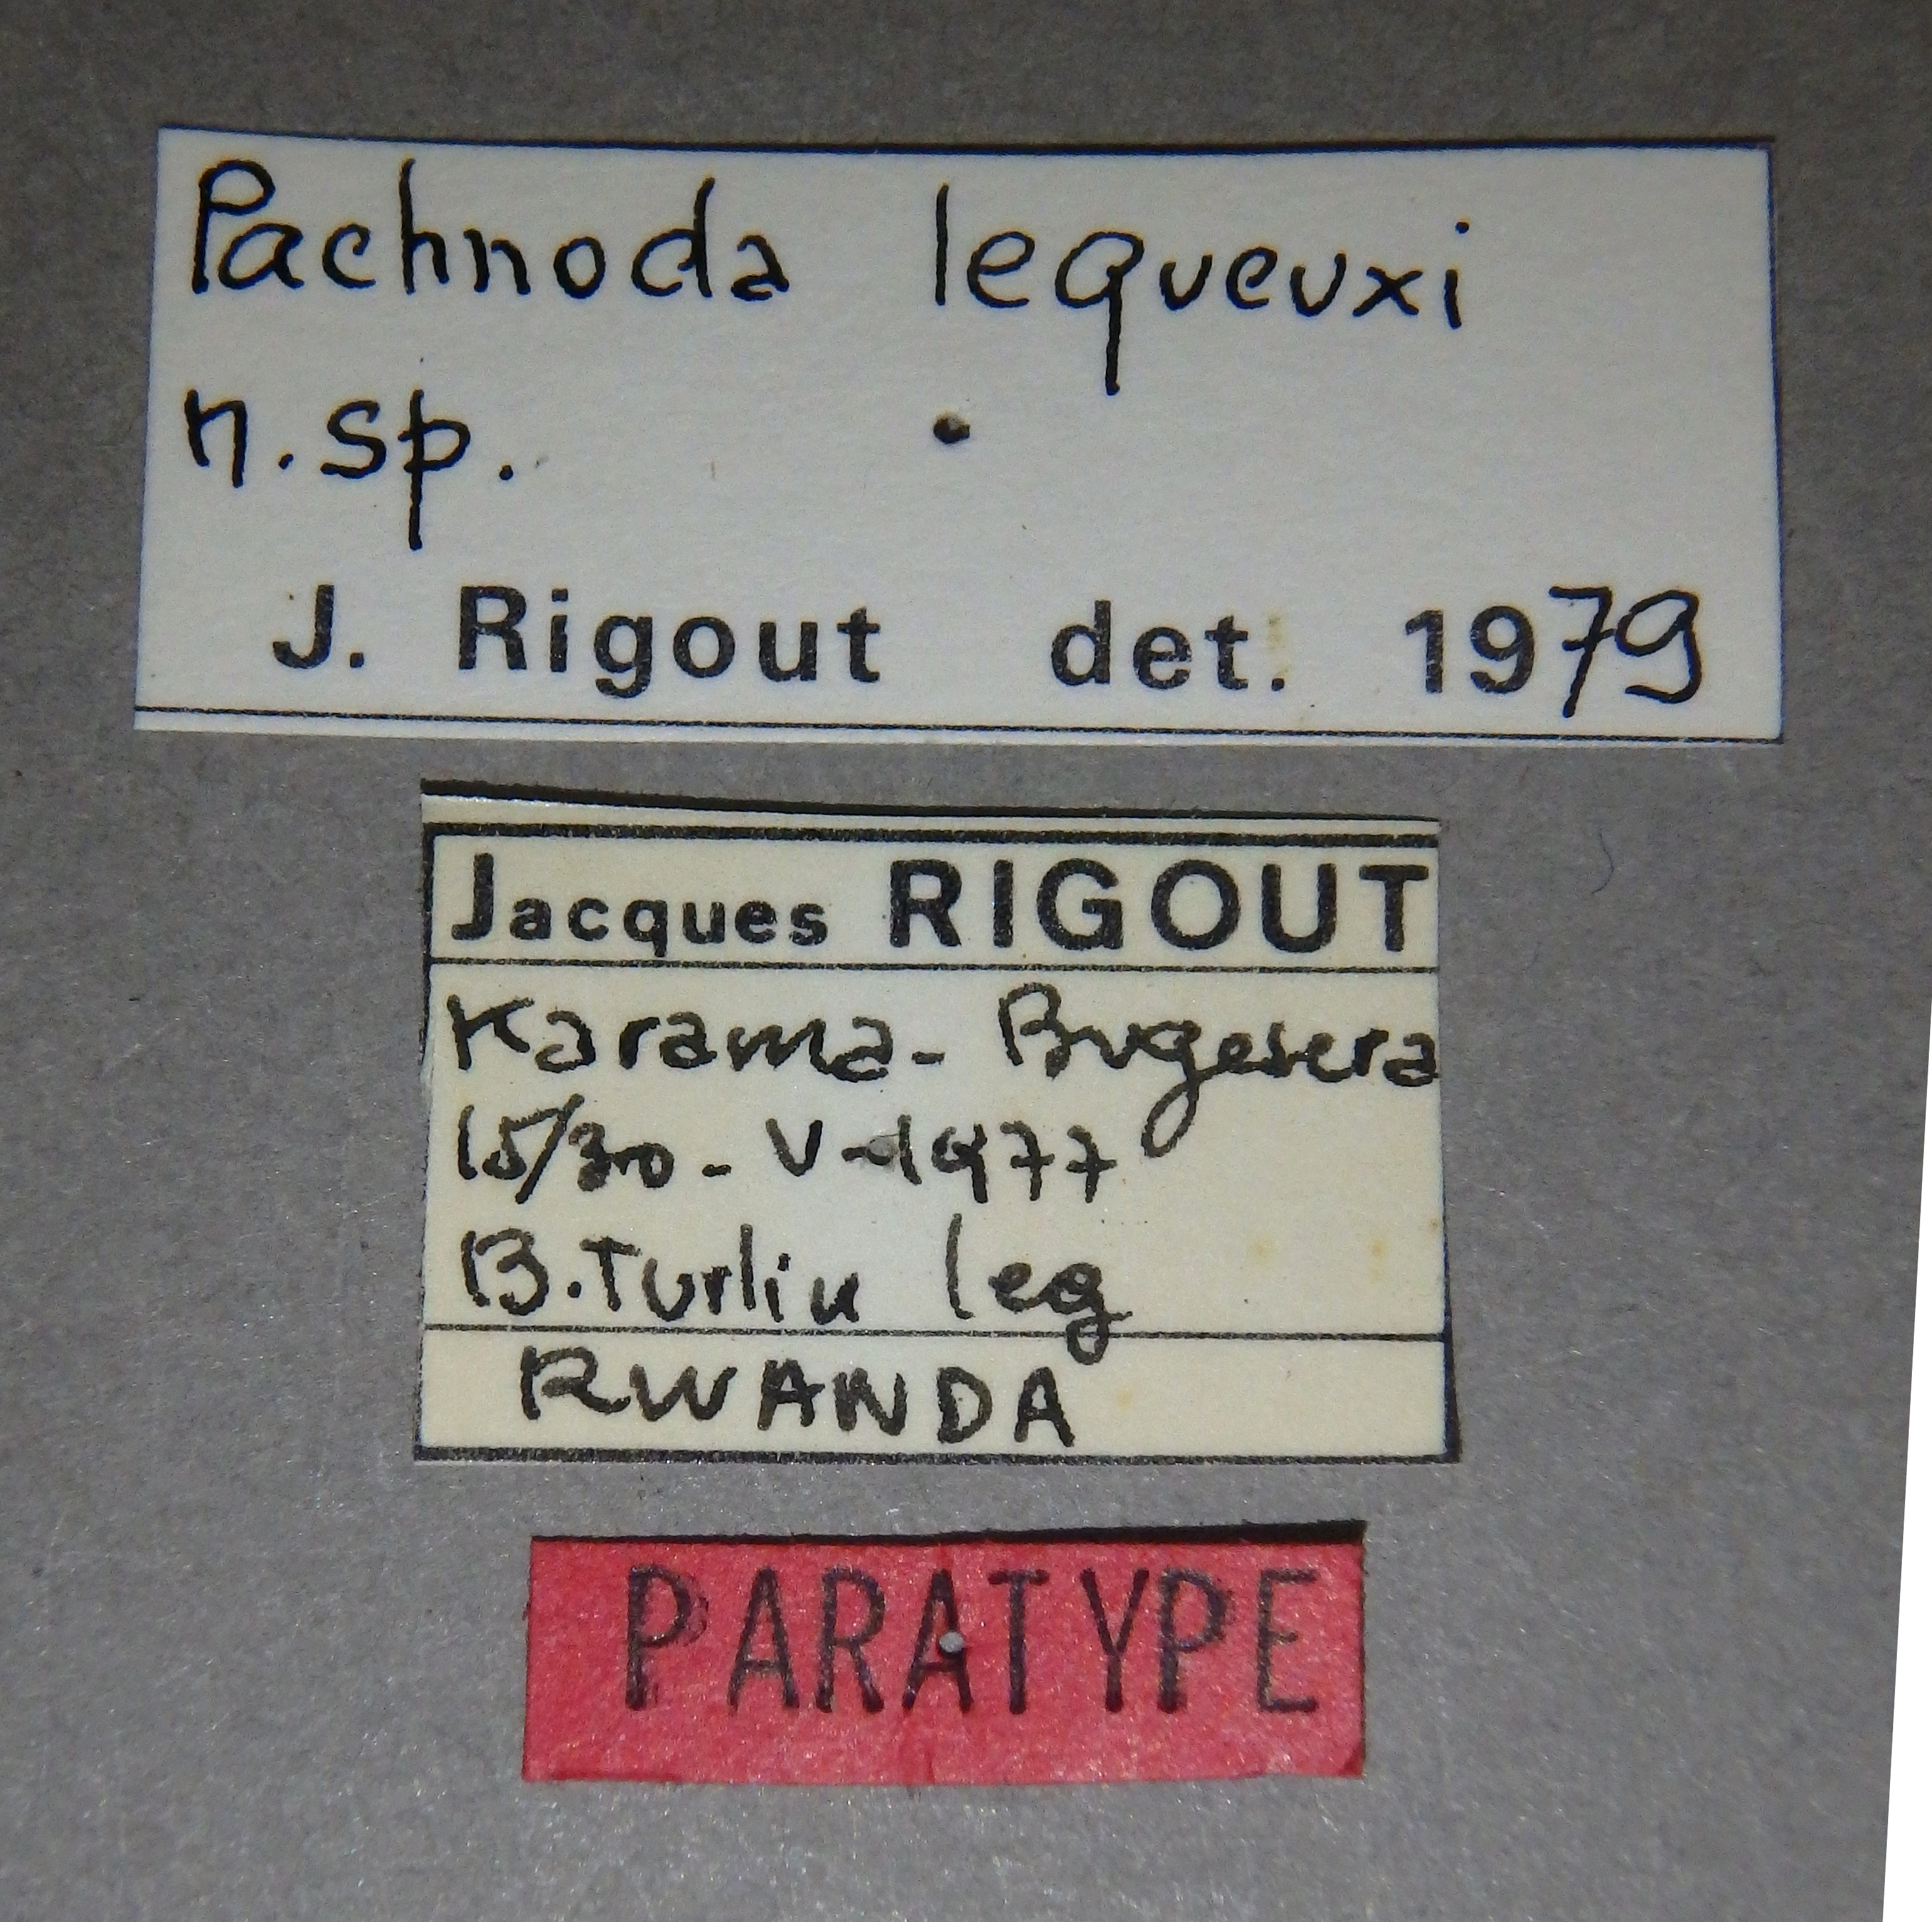 Pachnoda lequeuxi
n.sp.
J. Rigout det. 1979
Jacques RIGOUT
Karama - Bugesera
15/30 - V - 1977
B. Turlin leg
RWANDA
PARATYPE